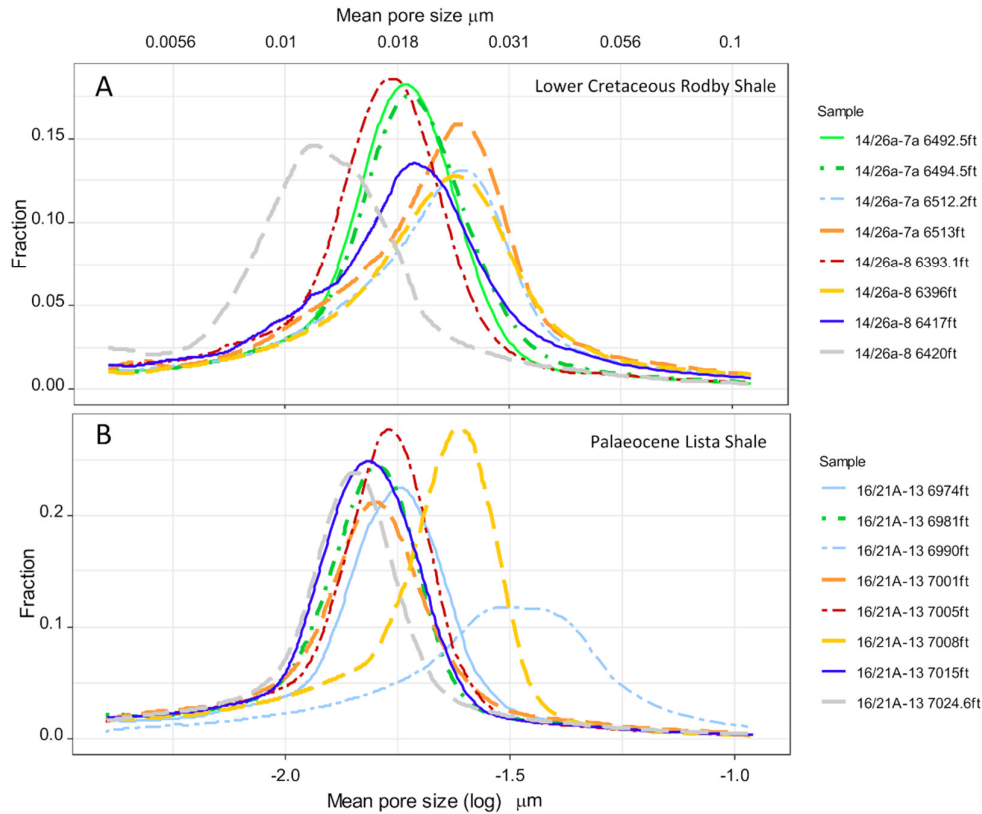 Mean pore size μm
0.0056 0.01 0.018 0.031 0.056 0.1
A
Lower Cretaceous Rodby Shale
Fraction
0.15
0.10
0.05
0.00
Sample
14/26a-7a 6492.5ft
14/26a-7a 6494.5ft
14/26a-7a 6512.2ft
14/26a-7a 6513ft
14/26a-8 6393.1ft
14/26a-8 6396ft
14/26a-8 6417ft
14/26a-8 6420ft
B
Palaeocene Lista Shale
Fraction
0.2
0.1
0.0
Sample
16/21A-13 6974ft
16/21A-13 6981ft
16/21A-13 6990ft
16/21A-13 7001ft
16/21A-13 7005ft
16/21A-13 7008ft
16/21A-13 7015ft
16/21A-13 7024.6ft
-2.0 -1.5 -1.0
Mean pore size (log) μm